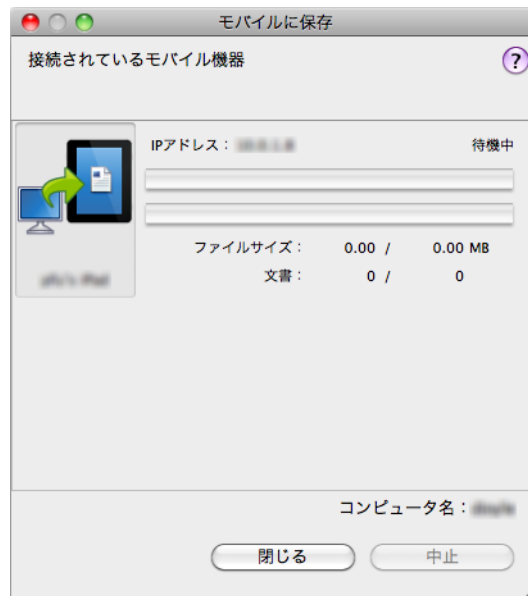 モバイルに保存
接続されているモバイル機器
?
IPアドレス： 待機中
ファイルサイズ： 0.00 / 0.00 MB
文書： 0 / 0
コンピュータ名：
閉じる 中止